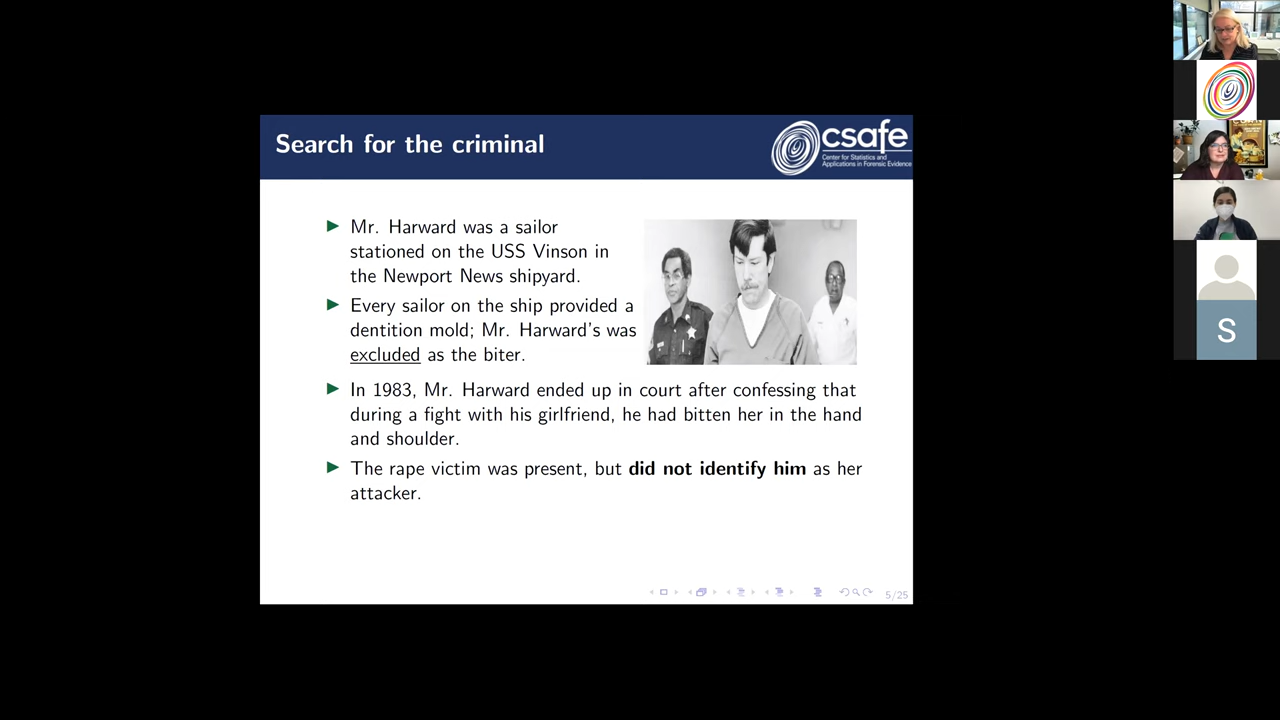 Search for the criminal
csafe
Center for Statistics and
Applications in Forensic Evidence
Mr. Harward was a sailor
stationed on the USS Vinson in
the Newport News shipyard.
Every sailor on the ship provided a
dentition mold; Mr. Harward's was
excluded as the biter.
In 1983, Mr. Harward ended up in court after confessing that
during a fight with his girlfriend, he had bitten her in the hand
and shoulder.
The rape victim was present, but did not identify him as her
attacker.
5/25
S